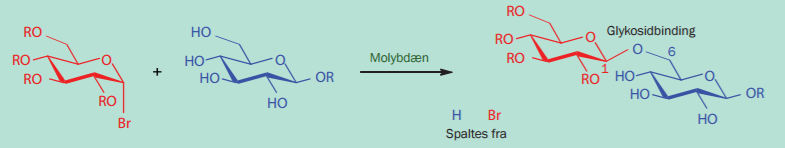 RO
RO
RO
RO
O
Br
+
HO
HO
HO
HO
O
OR
Molybdæn
H Br
Spaltes fra
RO
RO
RO
RO
O
1
Glykosidbinding
O
6
HO
HO
HO
O
OR